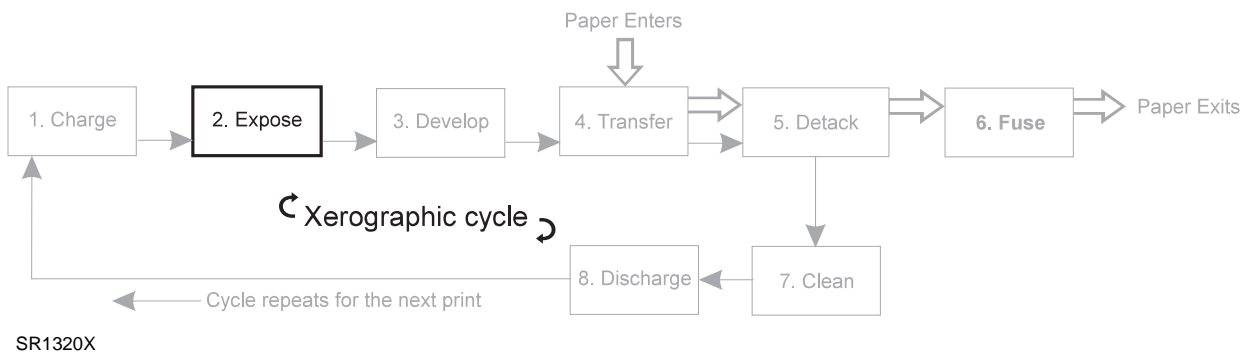 Paper Enters
1. Charge
2. Expose
3. Develop
4. Transfer
5. Detack
6. Fuse
Paper Exits
Xerographic cycle
8. Discharge
7. Clean
Cycle repeats for the next print
SR1320X